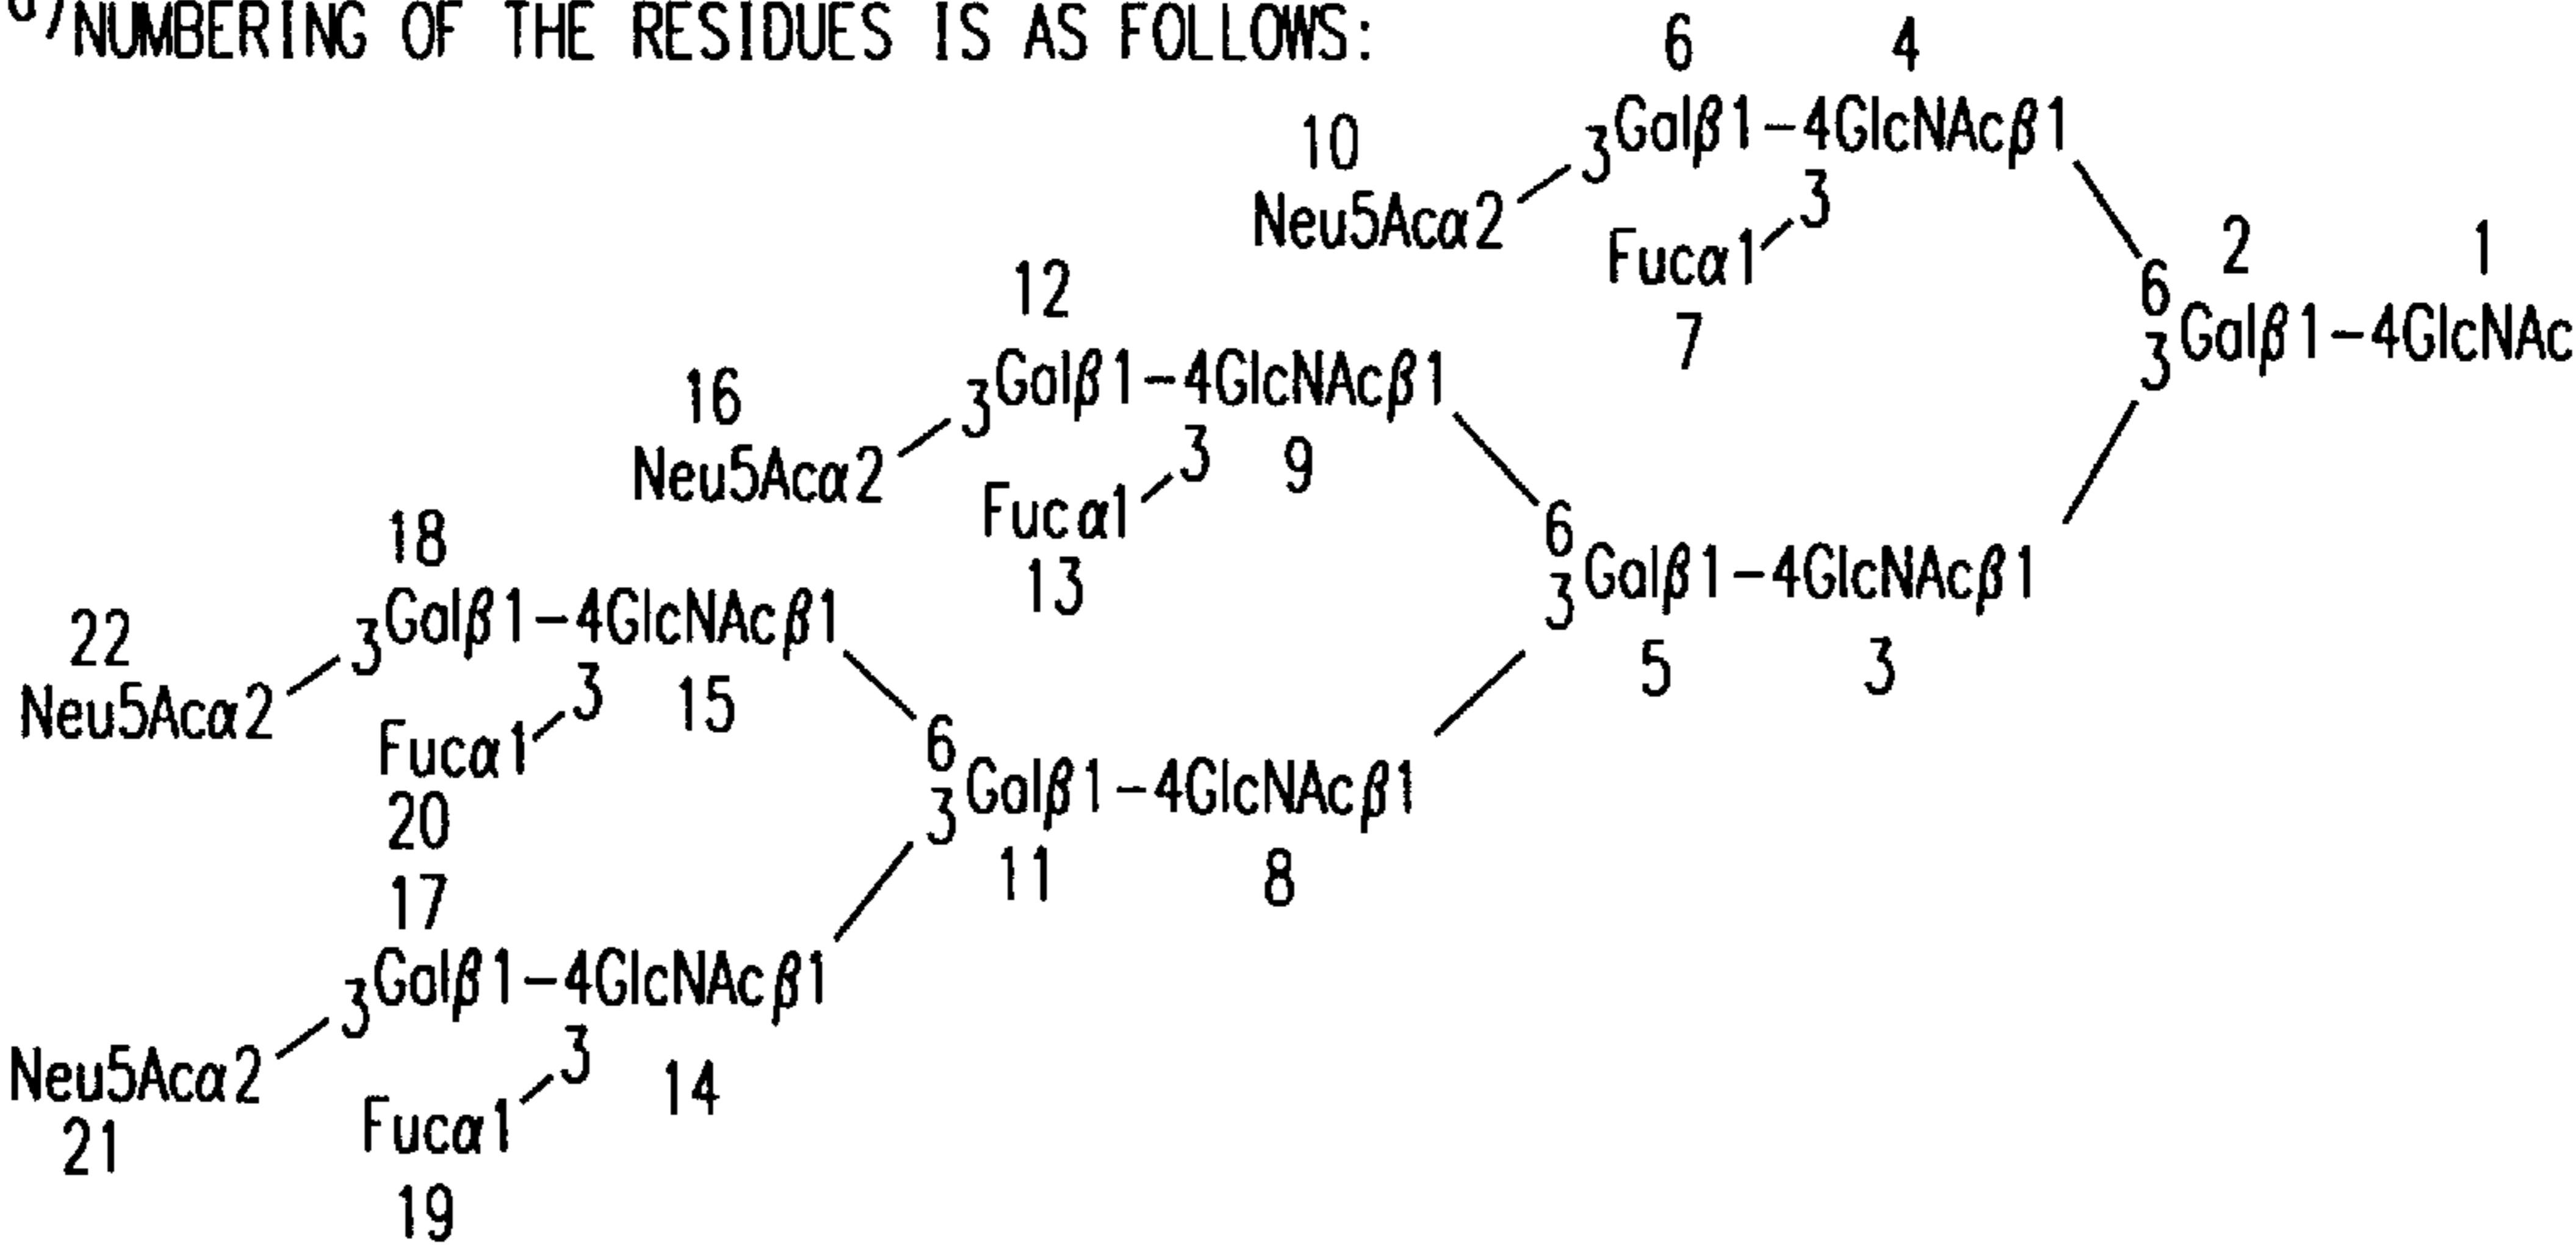 a) NUMBERING OF THE RESIDUES IS AS FOLLOWS:
6 4
3Galβ1-4GlcNAcβ1
10
Neu5Acα2
3
Fucα1
7
2 1
6
3Galβ1-4GlcNAc
12
3Galβ1-4GlcNAcβ1
16
Neu5Acα2
3
9
Fucα1
13
6
3Galβ1-4GlcNAcβ1
5 3
18
3Galβ1-4GlcNAcβ1
22
Neu5Acα2
3
15
Fucα1
20
6
3Galβ1-4GlcNAcβ1
11 8
17
3Galβ1-4GlcNAcβ1
Neu5Acα2
21
3
14
Fucα1
19